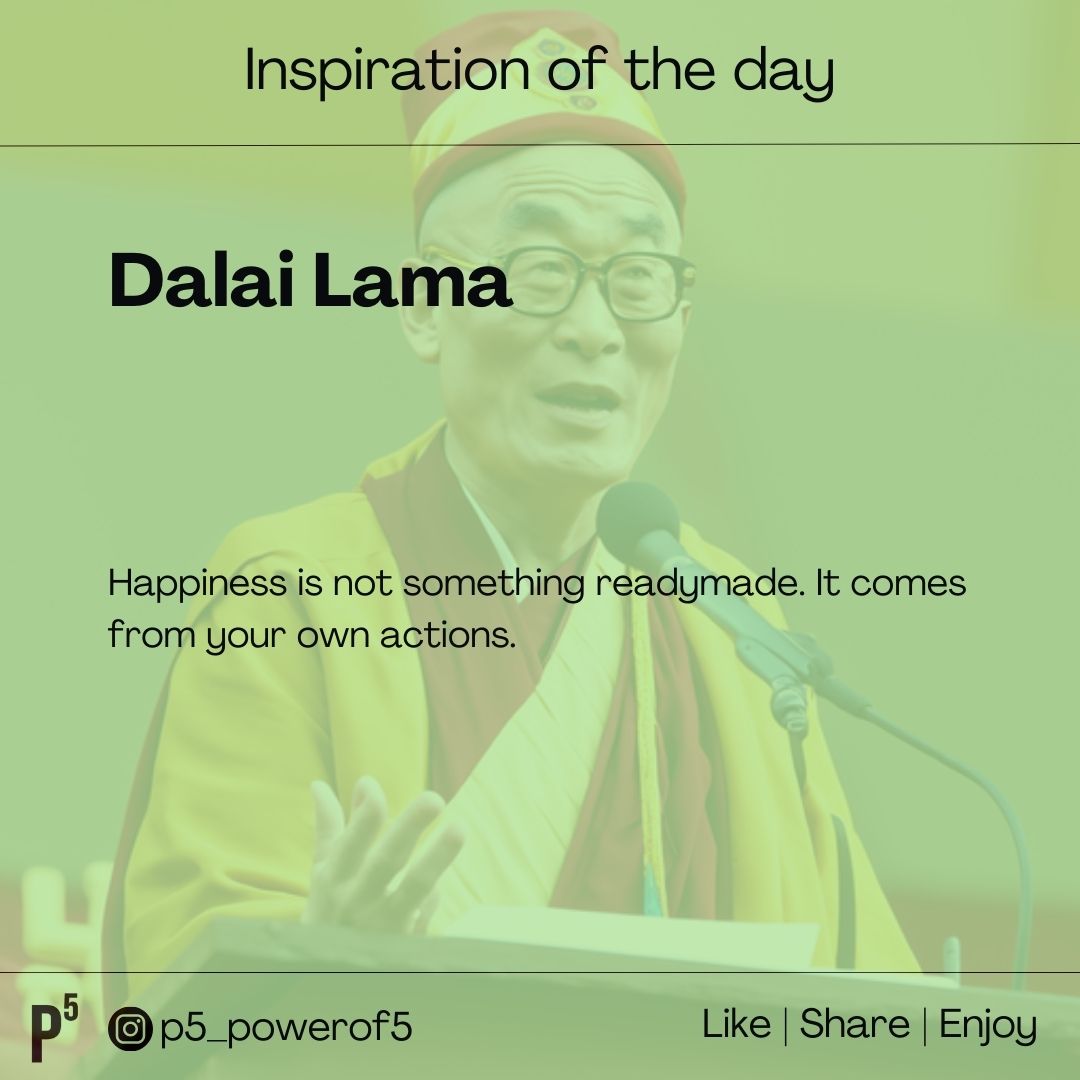 Inspiration of the day
Dalai Lama
Happiness is not something readymade. It comes
from your own actions.
P5 p5_powerof5 Like | Share | Enjoy